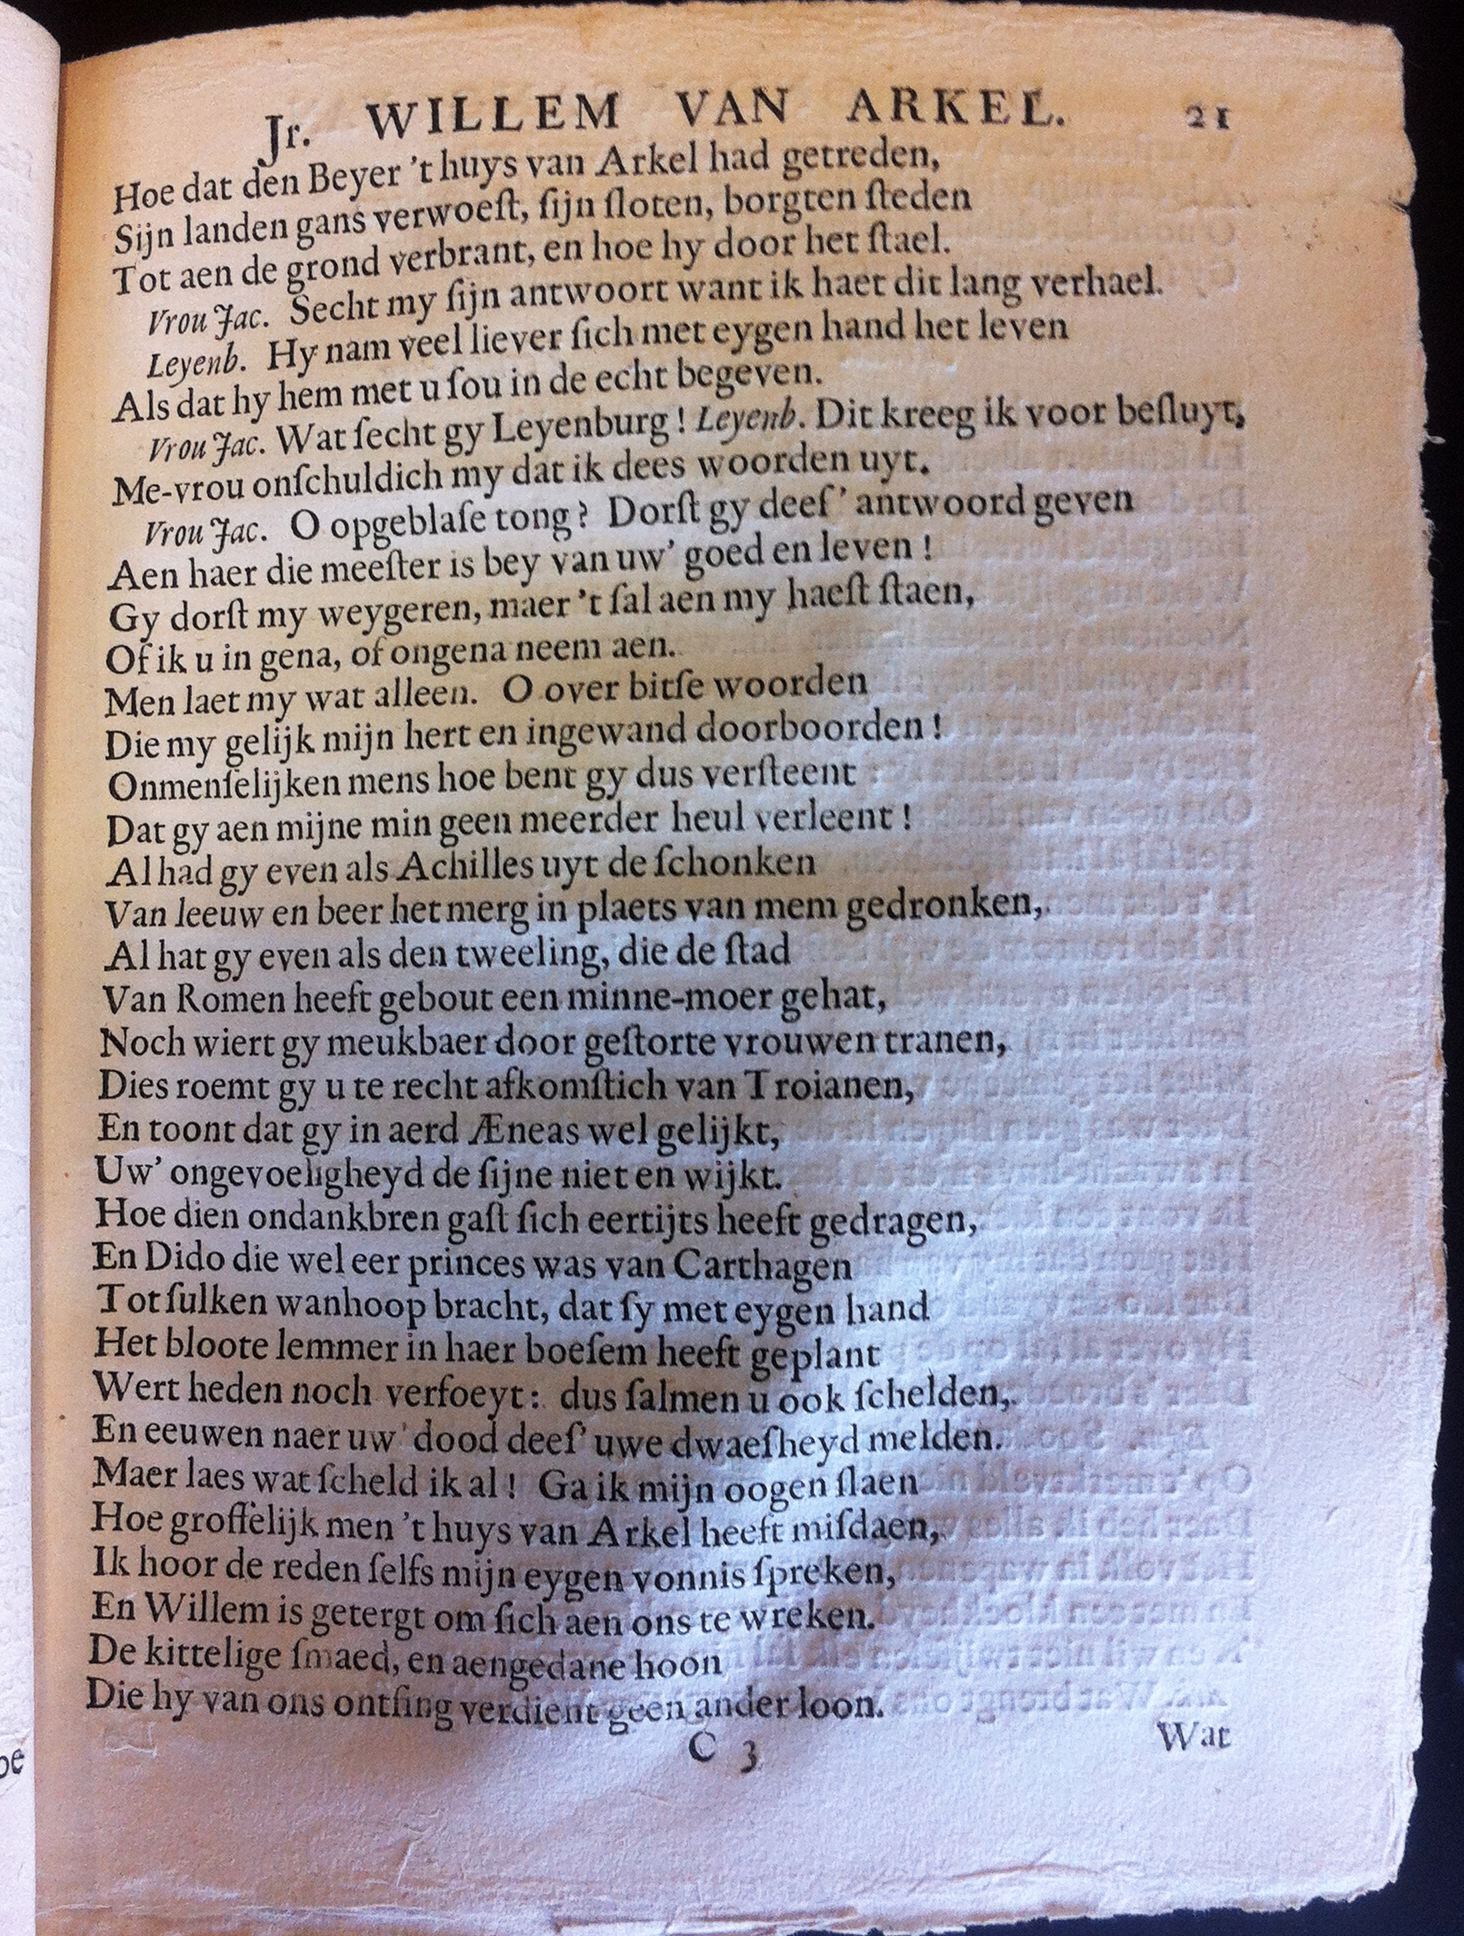 Jr. WILLEM VAN ARKEL. 21
Hoe dat den Beyer 't huys van Arkel had getreden,
Sijn landen gans verwoeſt, ſijn ſloten, borgten ſteden
Tot aen de grond verbrant, en hoe hy door het ſtael.
Vrou Jac. Secht my ſijn antwoort want ik haet dit lang verhael.
Leyenb. Hy nam veel liever ſich met eygen hand het leven
Als dat hy hem met u ſou in de echt begeven.
Vrou Jac. Wat ſecht gy Leyenburg! Leyenb. Dit kreeg ik voor beſluyt,
Me-vrou onſchuldich my dat ik dees woorden uyt.
Vrou Jac. O opgeblaſe tong? Dorſt gy deeſ' antwoord geven
Aen haer die meeſter is bey van uw' goed en leven!
Gy dorſt my weygeren, maer 't ſal aen my haeſt ſtaen,
Of ik u in gena, of ongena neem aen.
Men laet my wat alleen. O over bitſe woorden
Die my gelijk mijn hert en ingewand doorboorden!
Onmenſelijken mens hoe bent gy dus verſteent
Dat gy aen mijne min geen meerder heul verleent!
Al had gy even als Achilles uyt de ſchonken
Van leeuw en beer het merg in plaets van mem gedronken,
Al hat gy even als den tweeling, die de ſtad
Van Romen heeft gebout een minne-moer gehat,
Noch wiert gy meukbaer door geſtorte vrouwen tranen,
Dies roemt gy u te recht afkomſtich van Troianen,
En toont dat gy in aerd Æneas wel gelijkt,
Uw' ongevoeligheyd de ſijne niet en wijkt.
Hoe dien ondankbren gaſt ſich eertijts heeft gedragen,
En Dido die wel eer princes was van Carthagen
Tot ſulken wanhoop bracht, dat ſy met eygen hand
Het bloote lemmer in haer boeſem heeft geplant
Wert heden noch verfoeyt: dus ſalmen u ook ſchelden,
En eeuwen naer uw' dood deeſ' uwe dwaeſheyd melden.
Maer laes wat ſcheld ik al! Ga ik mijn oogen ſlaen
Hoe groffelijk men 't huys van Arkel heeft miſdaen,
Ik hoor de reden ſelfs mijn eygen vonnis ſpreken,
En Willem is getergt om ſich aen ons te wreken.
De kittelige ſmaed, en aengedane hoon
Die hy van ons ontſing verdient geen ander loon.
C 3 Wat